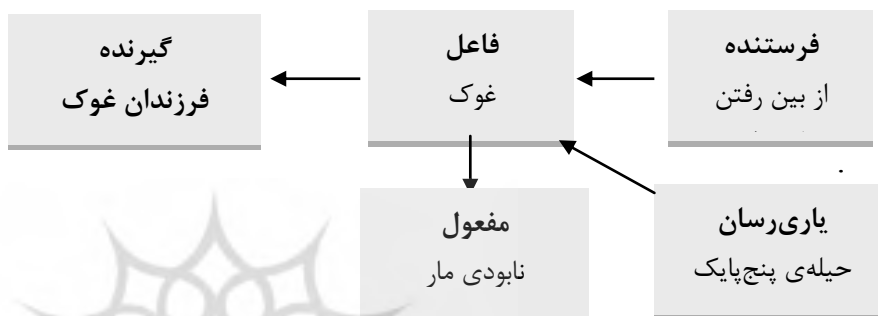 فرستنده
از بین رفتن
فاعل
غوک
گیرنده
فرزندان غوک
یاری‌رسان
حیله‌ی پنج‌پایک
مفعول
نابودی مار